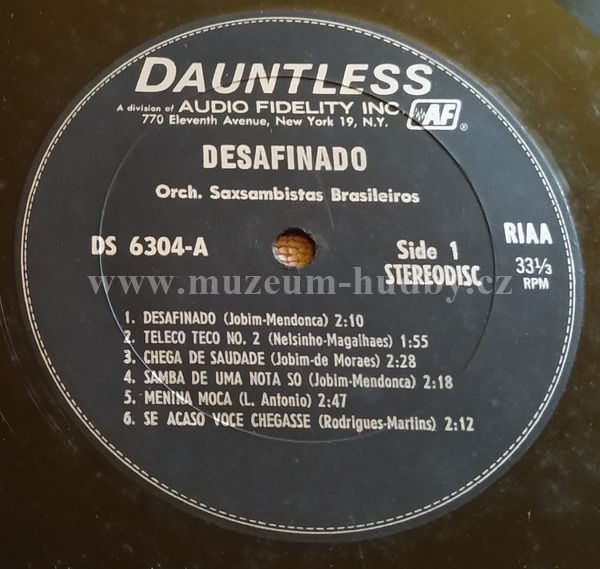 DAUNTLESS
A division of AUDIO FIDELITY INC. AF ®
770 Eleventh Avenue, New York 19, N.Y.
DESAFINADO
Orch. Saxsambistas Brasileiros
DS 6304-A
Side 1
STEREODISC
RIAA
33⅓
RPM
www.muzeum-hudby.cz
1. DESAFINADO (Jobim-Mendonca) 2:10
2. TELECO TECO NO. 2 (Nelsinho-Magalhaes) 1:55
3. CHEGA DE SAUDADE (Jobim-de Moraes) 2:28
4. SAMBA DE UMA NOTA SO (Jobim-Mendonca) 2:18
5. MENINA MOCA (L. Antonio) 2:47
6. SE ACASO VOCE CHEGASSE (Rodrigues-Martins) 2:12